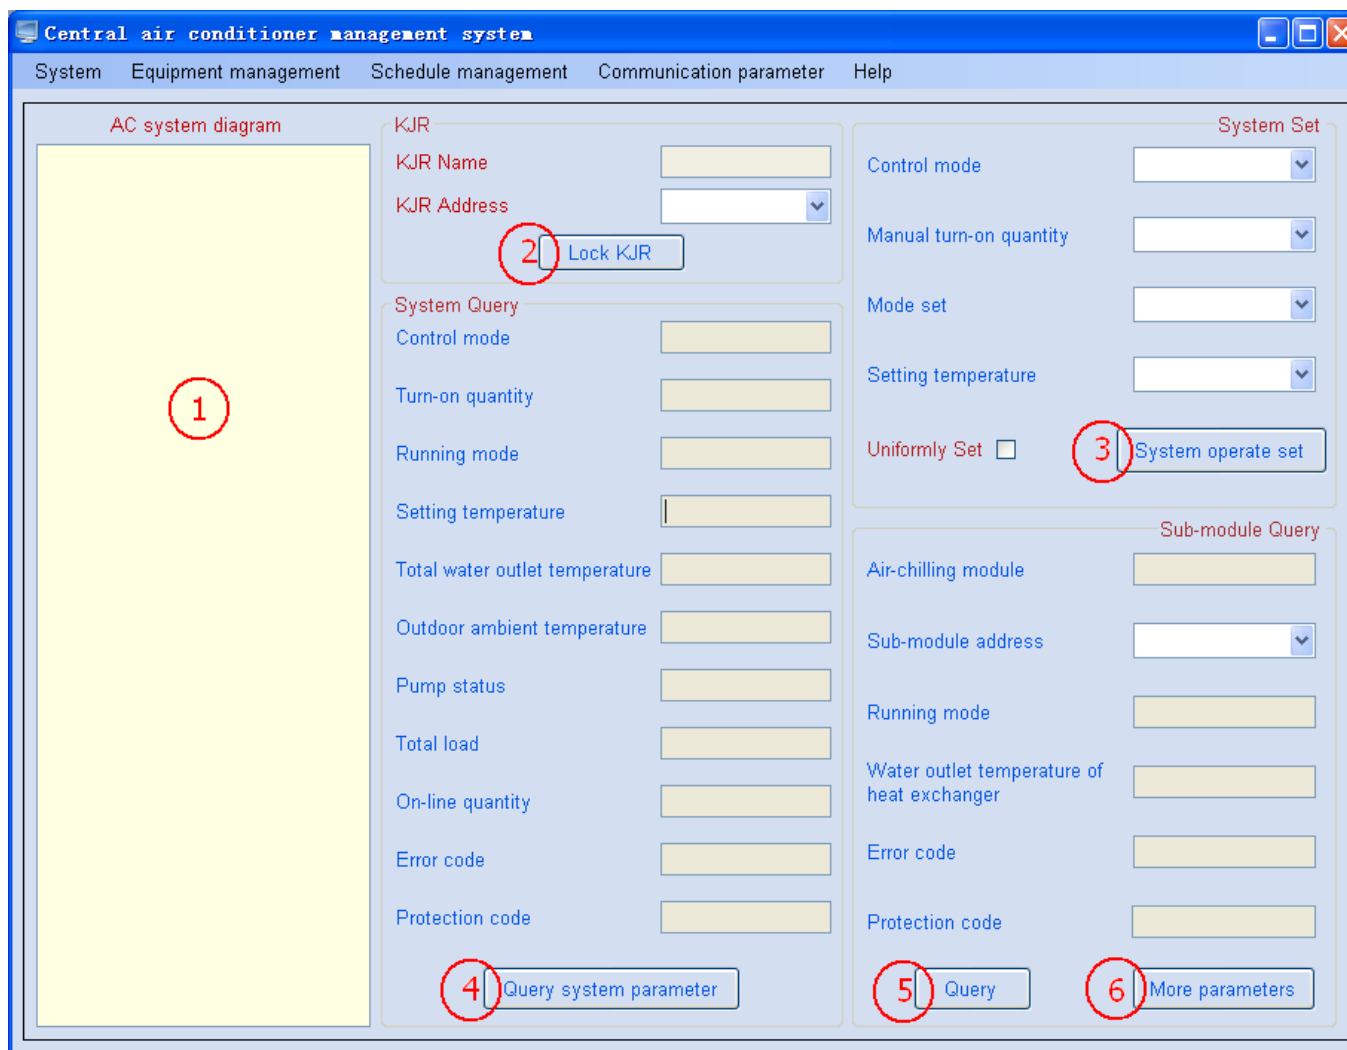 Central air conditioner management system
System Equipment management Schedule management Communication parameter Help
AC system diagram
1
KJR
KJR Name
KJR Address
2 Lock KJR
System Query
Control mode
Turn-on quantity
Running mode
Setting temperature
Total water outlet temperature
Outdoor ambient temperature
Pump status
Total load
On-line quantity
Error code
Protection code
4 Query system parameter
System Set
Control mode
Manual turn-on quantity
Mode set
Setting temperature
Uniformly Set 3 System operate set
Sub-module Query
Air-chilling module
Sub-module address
Running mode
Water outlet temperature of
heat exchanger
Error code
Protection code
5 Query 6 More parameters